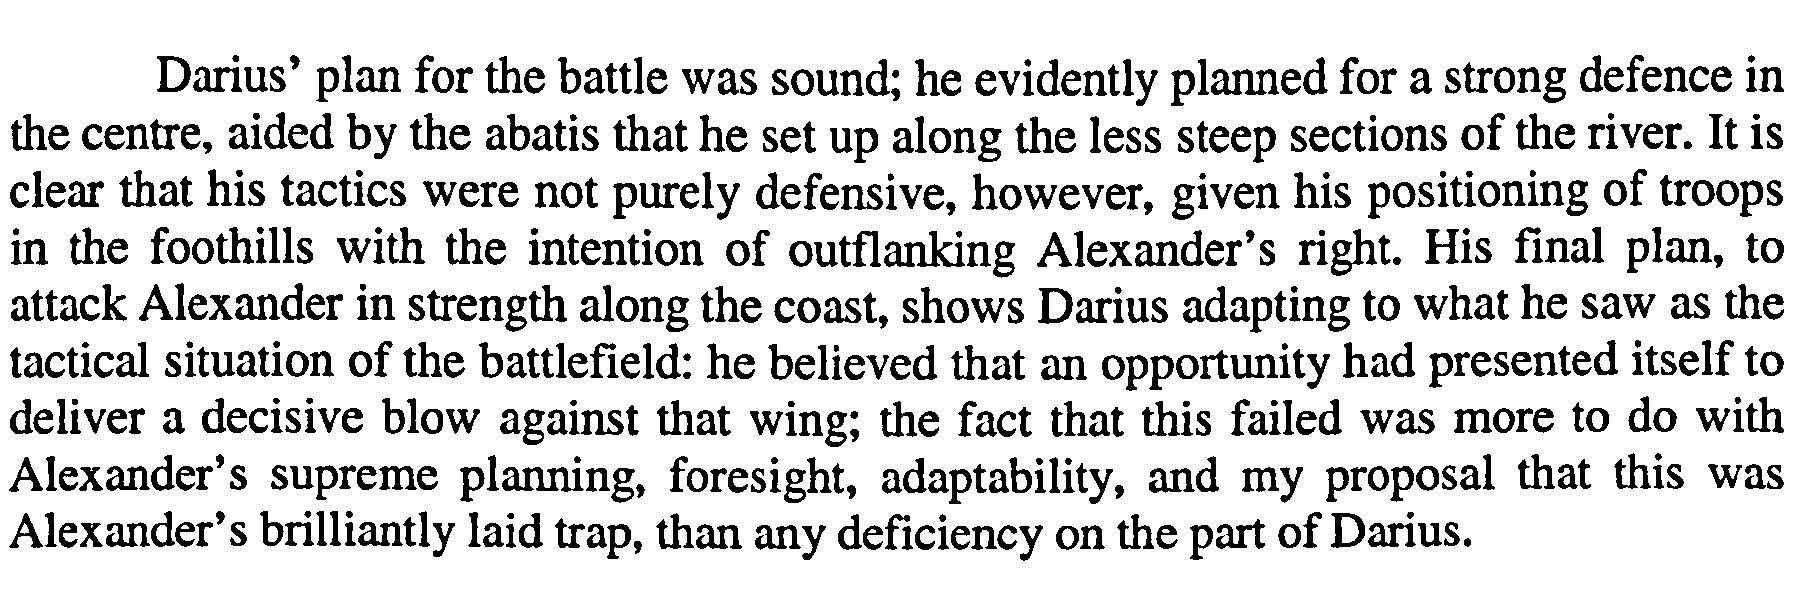 Darius’ plan for the battle was sound; he evidently planned for a strong defence in
the centre, aided by the abatis that he set up along the less steep sections of the river. It is
clear that his tactics were not purely defensive, however, given his positioning of troops
in the foothills with the intention of outflanking Alexander’s right. His final plan, to
attack Alexander in strength along the coast, shows Darius adapting to what he saw as the
tactical situation of the battlefield: he believed that an opportunity had presented itself to
deliver a decisive blow against that wing; the fact that this failed was more to do with
Alexander’s supreme planning, foresight, adaptability, and my proposal that this was
Alexander’s brilliantly laid trap, than any deficiency on the part of Darius.